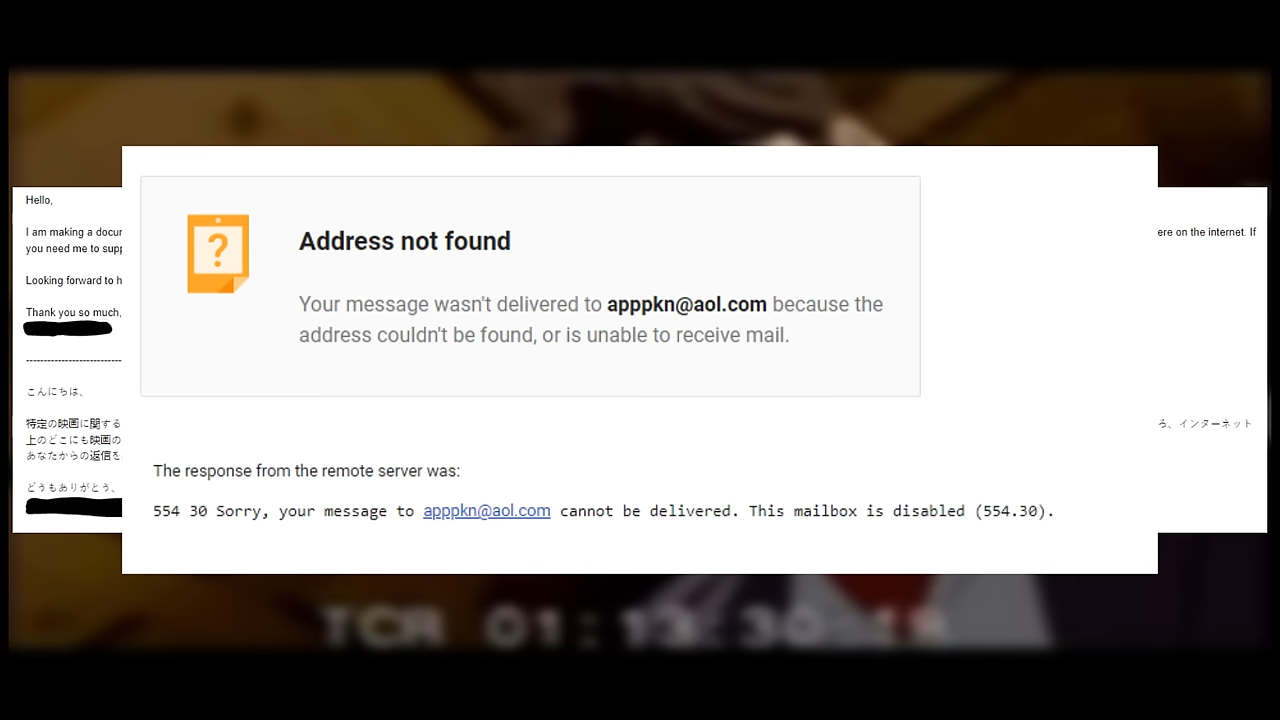 Hello,
I am making a docu
ere on the internet. If
you need me to supp
Looking forward to h
Thank you so much,
--------------------------
こんにちは、
特定の映画に関する
ろ、インターネット
上のどこにも映画の
あなたからの返信を
どうもありがとう、
Address not found
Your message wasn't delivered to apppkn@aol.com because the
address couldn't be found, or is unable to receive mail.
The response from the remote server was:
554 30 Sorry, your message to apppkn@aol.com cannot be delivered. This mailbox is disabled (554.30).
TCR 01:13:30:19